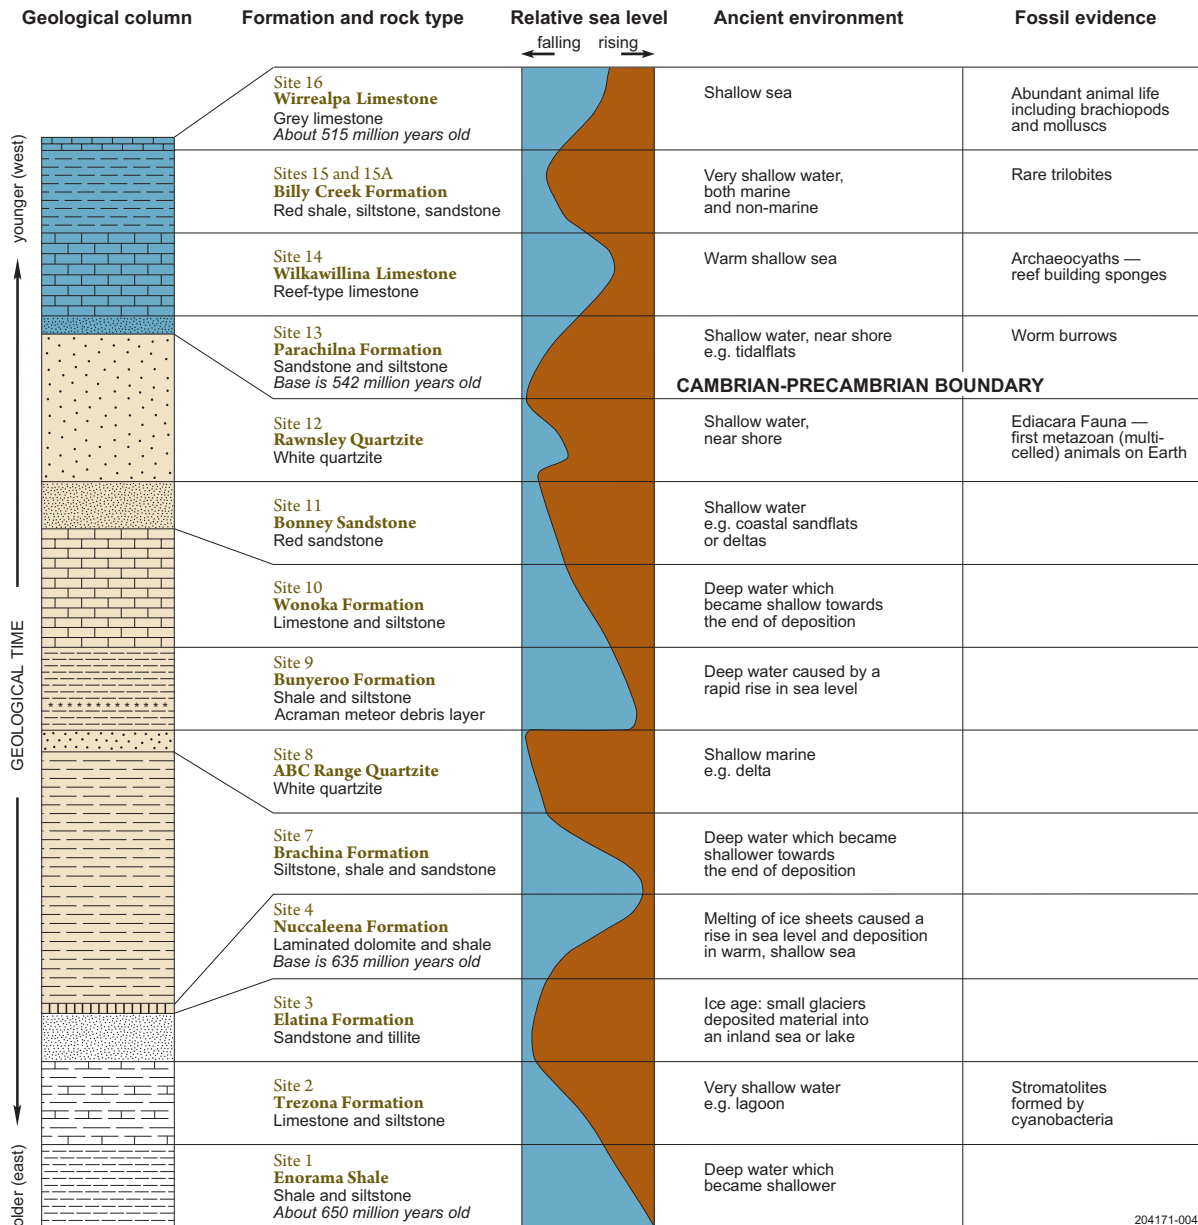 Geological column
Formation and rock type
Relative sea level
Ancient environment
Fossil evidence
falling rising
younger (west)
GEOLOGICAL TIME
older (east)
Site 16
Wirrealpa Limestone
Grey limestone
About 515 million years old
Shallow sea
Abundant animal life
including brachiopods
and molluscs
Sites 15 and 15A
Billy Creek Formation
Red shale, siltstone, sandstone
Very shallow water,
both marine
and non-marine
Rare trilobites
Site 14
Wilkawillina Limestone
Reef-type limestone
Warm shallow sea
Archaeocyaths —
reef building sponges
Site 13
Parachilna Formation
Sandstone and siltstone
Base is 542 million years old
Shallow water, near shore
e.g. tidalflats
Worm burrows
CAMBRIAN-PRECAMBRIAN BOUNDARY
Site 12
Rawnsley Quartzite
White quartzite
Shallow water,
near shore
Ediacara Fauna —
first metazoan (multi-
celled) animals on Earth
Site 11
Bonney Sandstone
Red sandstone
Shallow water
e.g. coastal sandflats
or deltas
Site 10
Wonoka Formation
Limestone and siltstone
Deep water which
became shallow towards
the end of deposition
Site 9
Bunyeroo Formation
Shale and siltstone
Acraman meteor debris layer
Deep water caused by a
rapid rise in sea level
Site 8
ABC Range Quartzite
White quartzite
Shallow marine
e.g. delta
Site 7
Brachina Formation
Siltstone, shale and sandstone
Deep water which became
shallower towards
the end of deposition
Site 4
Nuccaleena Formation
Laminated dolomite and shale
Base is 635 million years old
Melting of ice sheets caused a
rise in sea level and deposition
in warm, shallow sea
Site 3
Elatina Formation
Sandstone and tillite
Ice age: small glaciers
deposited material into
an inland sea or lake
Site 2
Trezona Formation
Limestone and siltstone
Very shallow water
e.g. lagoon
Stromatolites
formed by
cyanobacteria
Site 1
Enorama Shale
Shale and siltstone
About 650 million years old
Deep water which
became shallower
204171-004